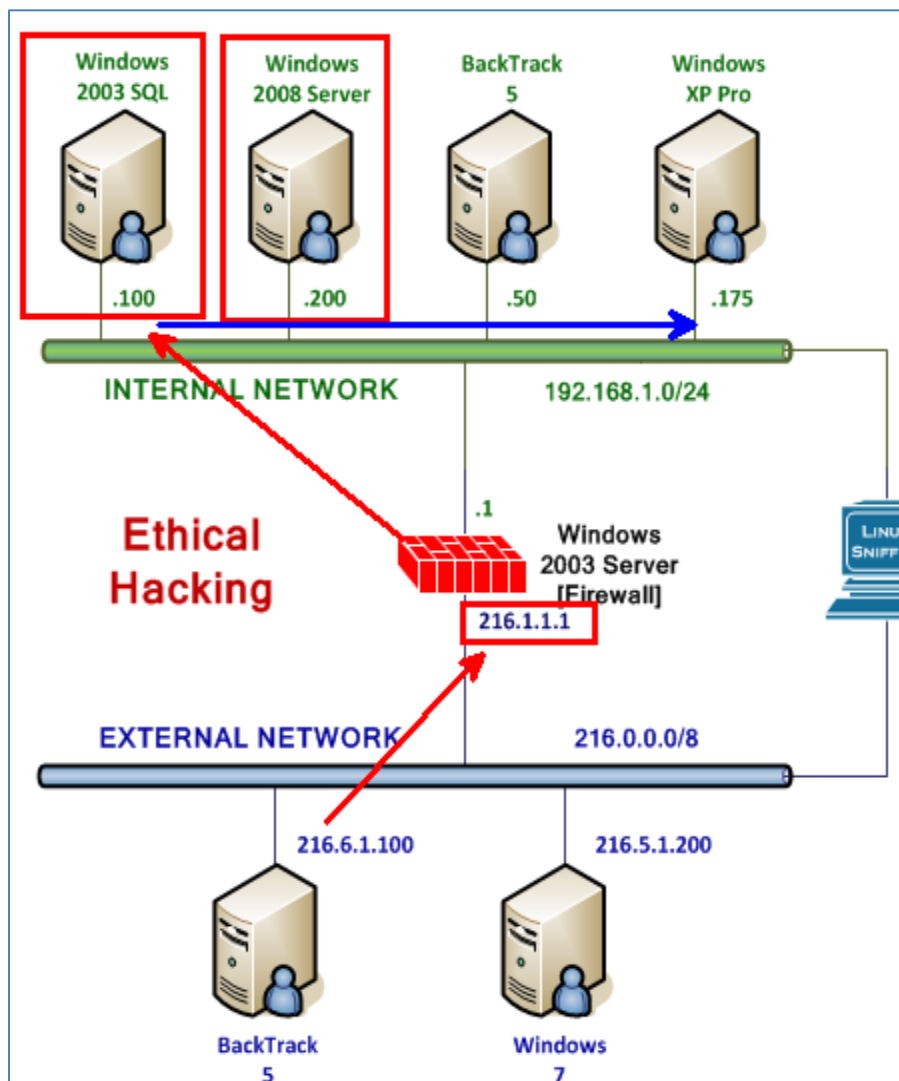 Windows
2003 SQL
Windows
2008 Server
BackTrack
5
Windows
XP Pro
.100
.200
.50
.175
INTERNAL NETWORK
192.168.1.0/24
.1
Ethical
Hacking
Windows
2003 Server
[Firewall]
216.1.1.1
LINU
SNIFF
EXTERNAL NETWORK
216.0.0.0/8
216.6.1.100
216.5.1.200
BackTrack
5
Windows
7